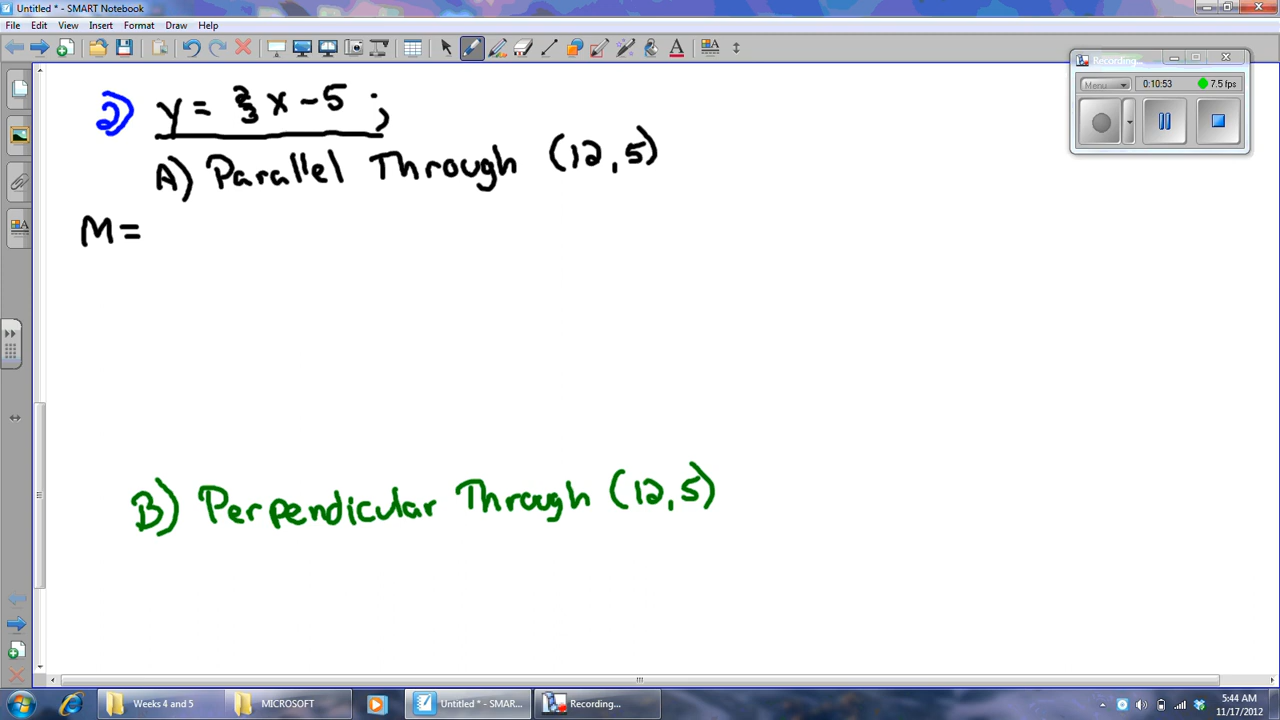 Untitled * - SMART Notebook
File Edit View Insert Format Draw Help
Recording...
Menu
0:10:53
7.5 fps
2) y = 2/3 x - 5 ;
A) Parallel Through (12, 5)
M =
B) Perpendicular Through (12, 5)
Weeks 4 and 5
MICROSOFT
Untitled * - SMAR...
Recording...
5:44 AM
11/17/2012